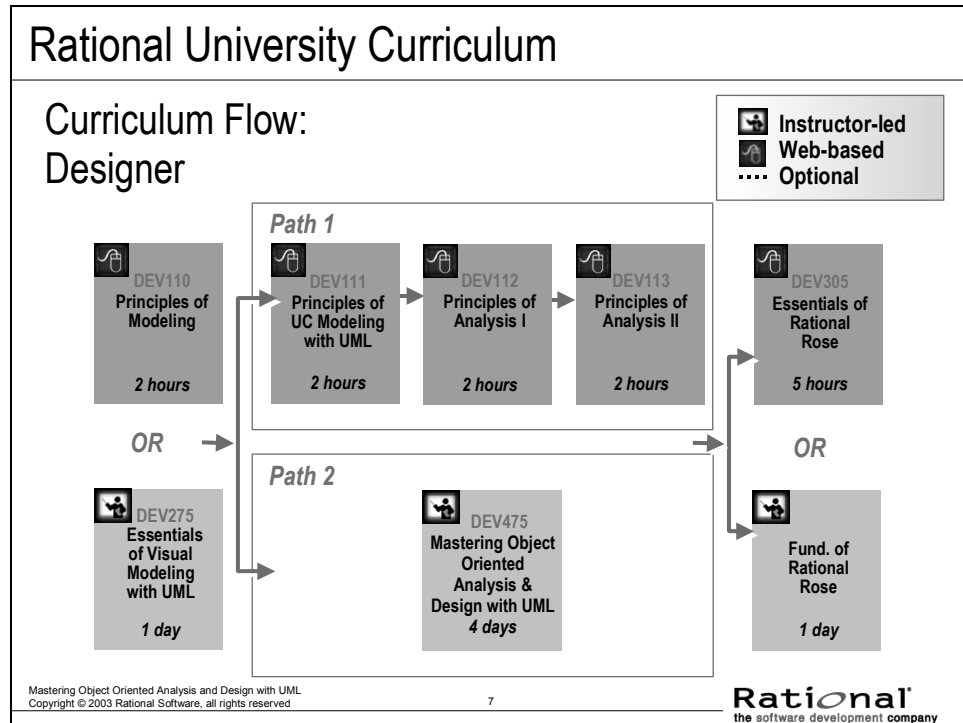 Rational University Curriculum
Curriculum Flow:
Designer
Instructor-led
Web-based
Optional
Path 1
DEV110
Principles of
Modeling
2 hours
DEV111
Principles of
UC Modeling
with UML
2 hours
DEV112
Principles of
Analysis I
2 hours
DEV113
Principles of
Analysis II
2 hours
DEV305
Essentials of
Rational
Rose
5 hours
OR
OR
Path 2
DEV275
Essentials
of Visual
Modeling
with UML
1 day
DEV475
Mastering Object
Oriented
Analysis &
Design with UML
4 days
Fund. of
Rational
Rose
1 day
Mastering Object Oriented Analysis and Design with UML
Copyright © 2003 Rational Software, all rights reserved
7
Rational
the software development company